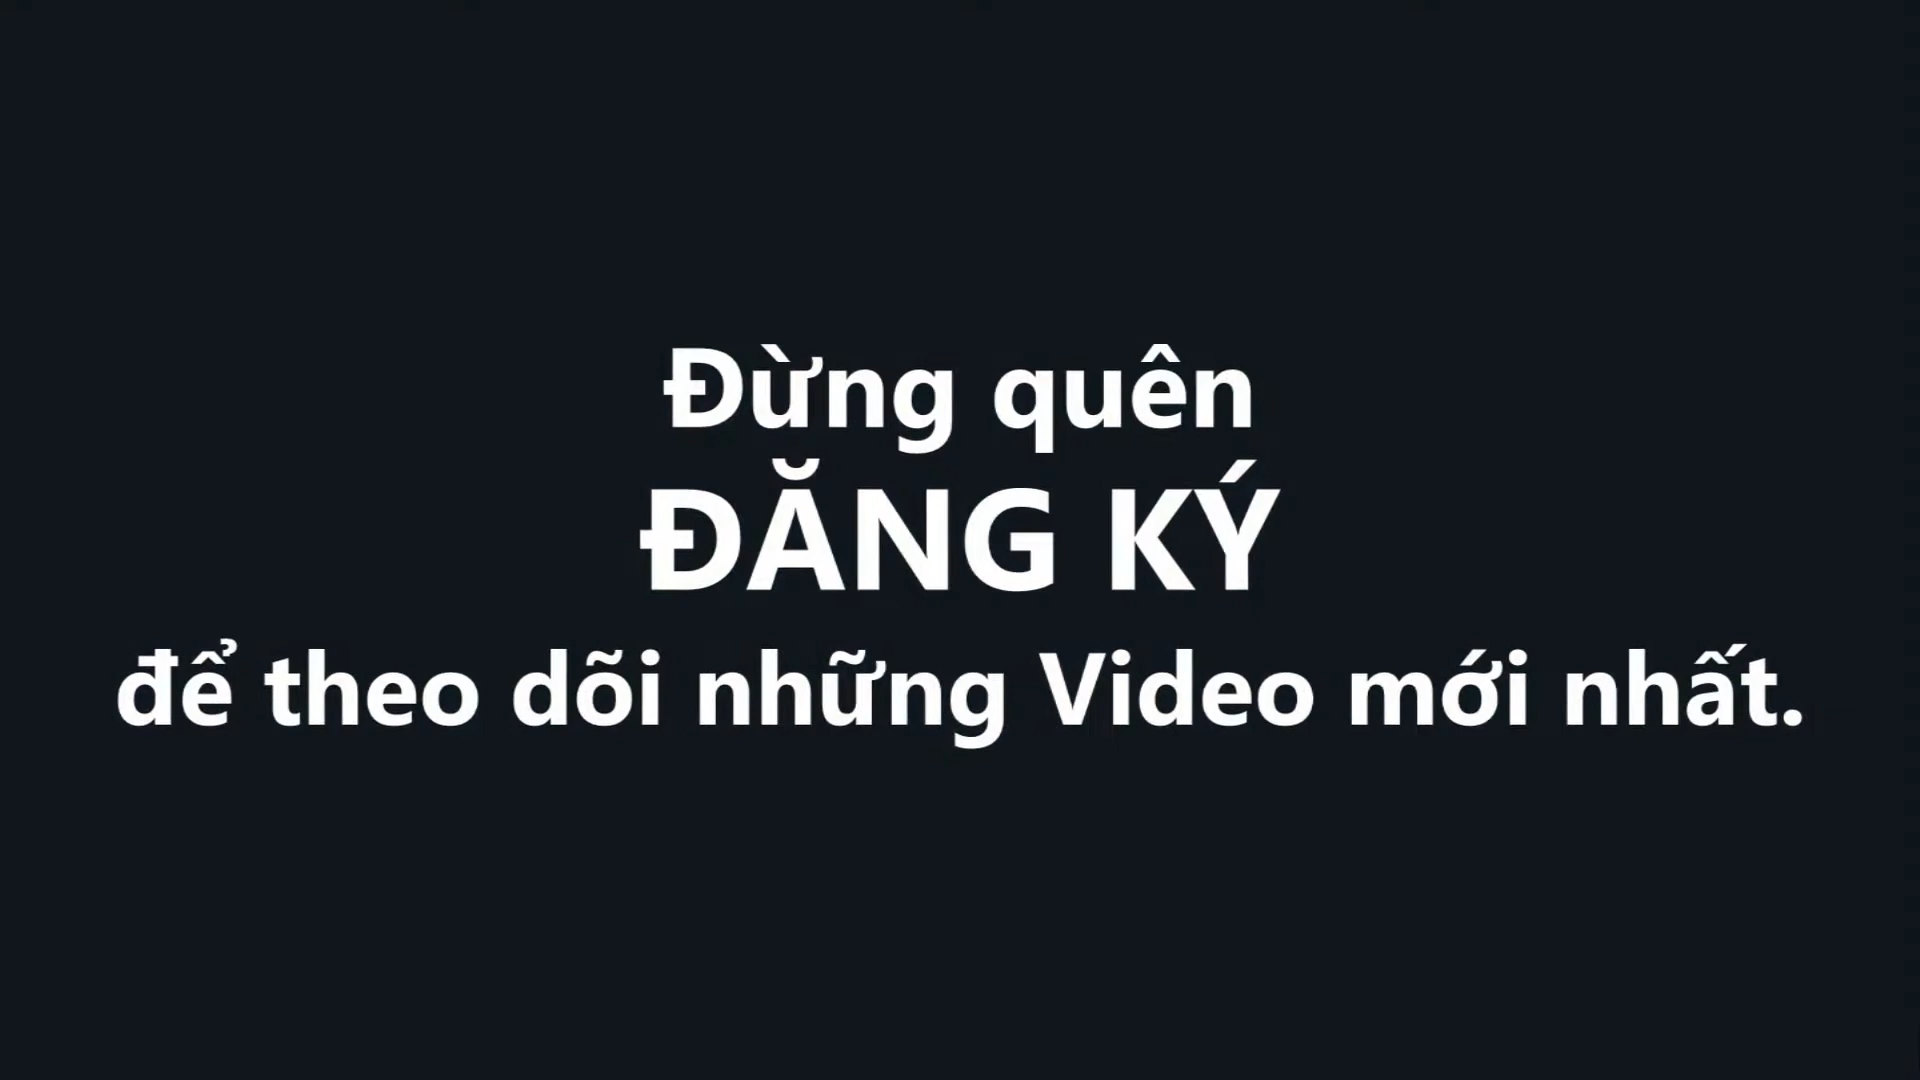 Đừng quên
ĐĂNG KÝ
để theo dõi những Video mới nhất.